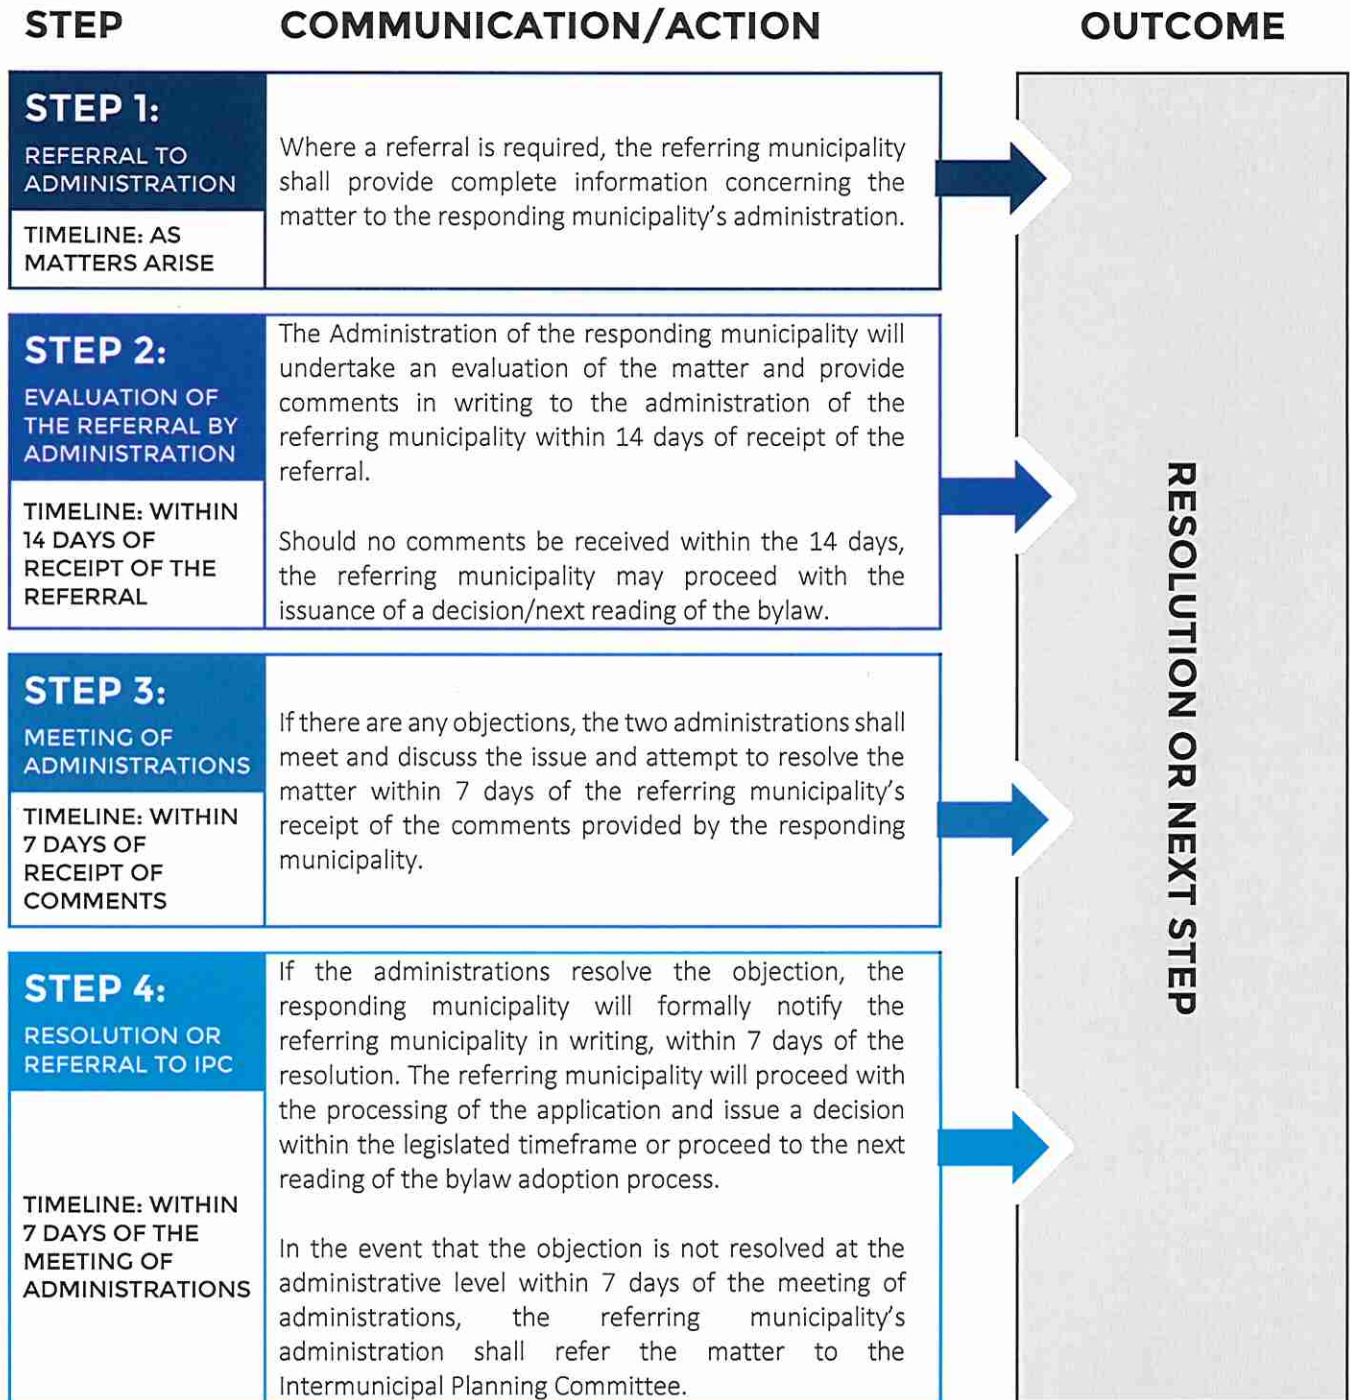 STEP COMMUNICATION/ACTION OUTCOME
STEP 1:
REFERRAL TO
ADMINISTRATION
TIMELINE: AS
MATTERS ARISE
Where a referral is required, the referring municipality
shall provide complete information concerning the
matter to the responding municipality's administration.
STEP 2:
EVALUATION OF
THE REFERRAL BY
ADMINISTRATION
TIMELINE: WITHIN
14 DAYS OF
RECEIPT OF THE
REFERRAL
The Administration of the responding municipality will
undertake an evaluation of the matter and provide
comments in writing to the administration of the
referring municipality within 14 days of receipt of the
referral.
Should no comments be received within the 14 days,
the referring municipality may proceed with the
issuance of a decision/next reading of the bylaw.
STEP 3:
MEETING OF
ADMINISTRATIONS
TIMELINE: WITHIN
7 DAYS OF
RECEIPT OF
COMMENTS
If there are any objections, the two administrations shall
meet and discuss the issue and attempt to resolve the
matter within 7 days of the referring municipality's
receipt of the comments provided by the responding
municipality.
STEP 4:
RESOLUTION OR
REFERRAL TO IPC
TIMELINE: WITHIN
7 DAYS OF THE
MEETING OF
ADMINISTRATIONS
If the administrations resolve the objection, the
responding municipality will formally notify the
referring municipality in writing, within 7 days of the
resolution. The referring municipality will proceed with
the processing of the application and issue a decision
within the legislated timeframe or proceed to the next
reading of the bylaw adoption process.
In the event that the objection is not resolved at the
administrative level within 7 days of the meeting of
administrations, the referring municipality's
administration shall refer the matter to the
Intermunicipal Planning Committee.
RESOLUTION OR NEXT STEP